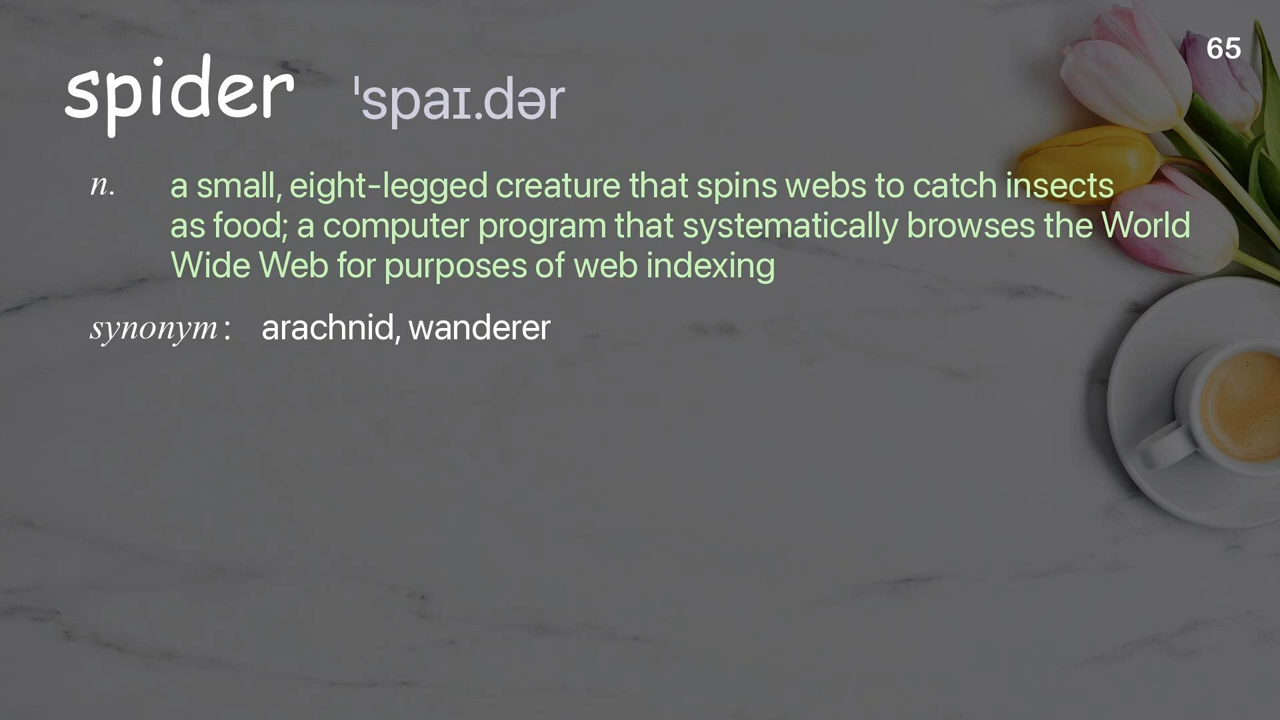 65
spider ˈspaɪ.dər
n. a small, eight-legged creature that spins webs to catch insects
as food; a computer program that systematically browses the World
Wide Web for purposes of web indexing
synonym: arachnid, wanderer